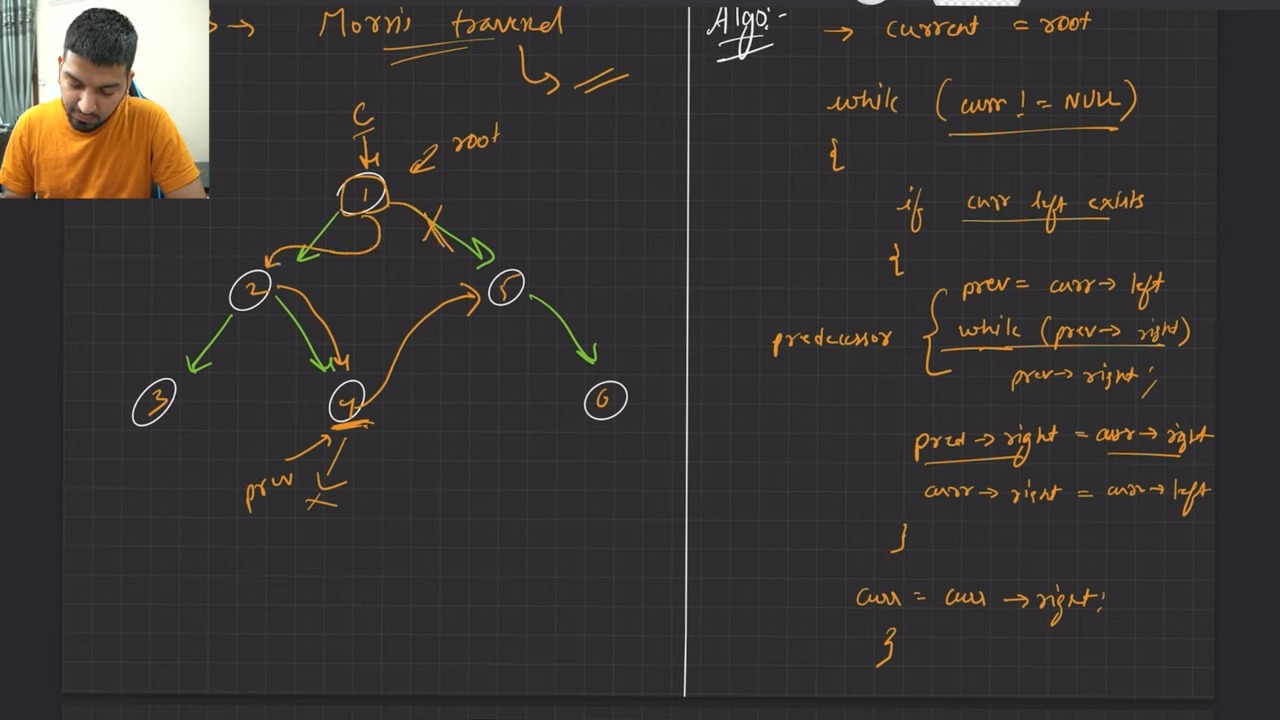 → Morris traversal
C
root
1
2
5
3
4
6
prev
Algo:-
→ current = root
while (curr != NULL)
{
if curr left exists
{
prev = curr → left
predecessor { while (prev → right)
prev → right;
pred → right = curr → right
curr → right = curr → left
}
curr = curr → right;
}